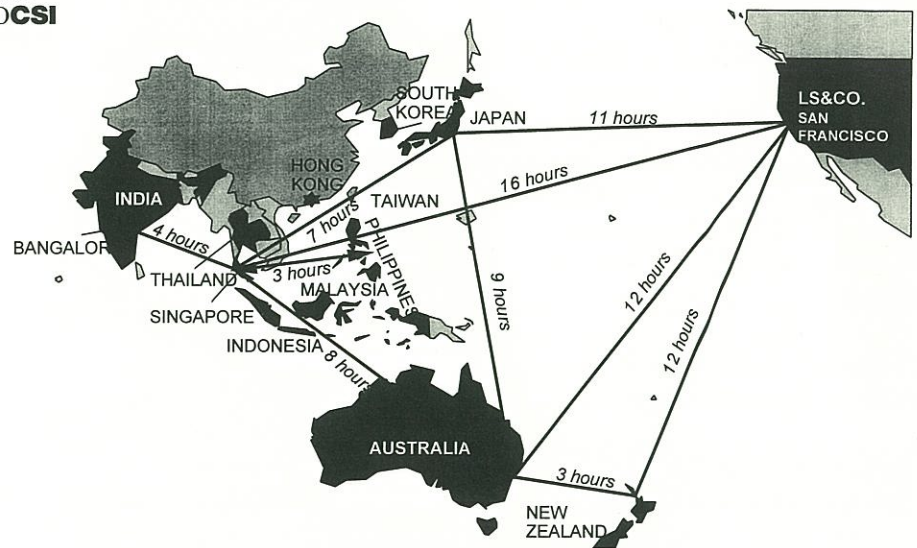 OCSI
SOUTH
KOREA
JAPAN
11 hours
LS&CO.
SAN
FRANCISCO
HONG
KONG
16 hours
INDIA
TAIWAN
7 hours
BANGALOR
4 hours
PHILIPPINES
THAILAND
3 hours
MALAYSIA
9 hours
12 hours
SINGAPORE
INDONESIA
8 hours
12 hours
AUSTRALIA
3 hours
NEW
ZEALAND